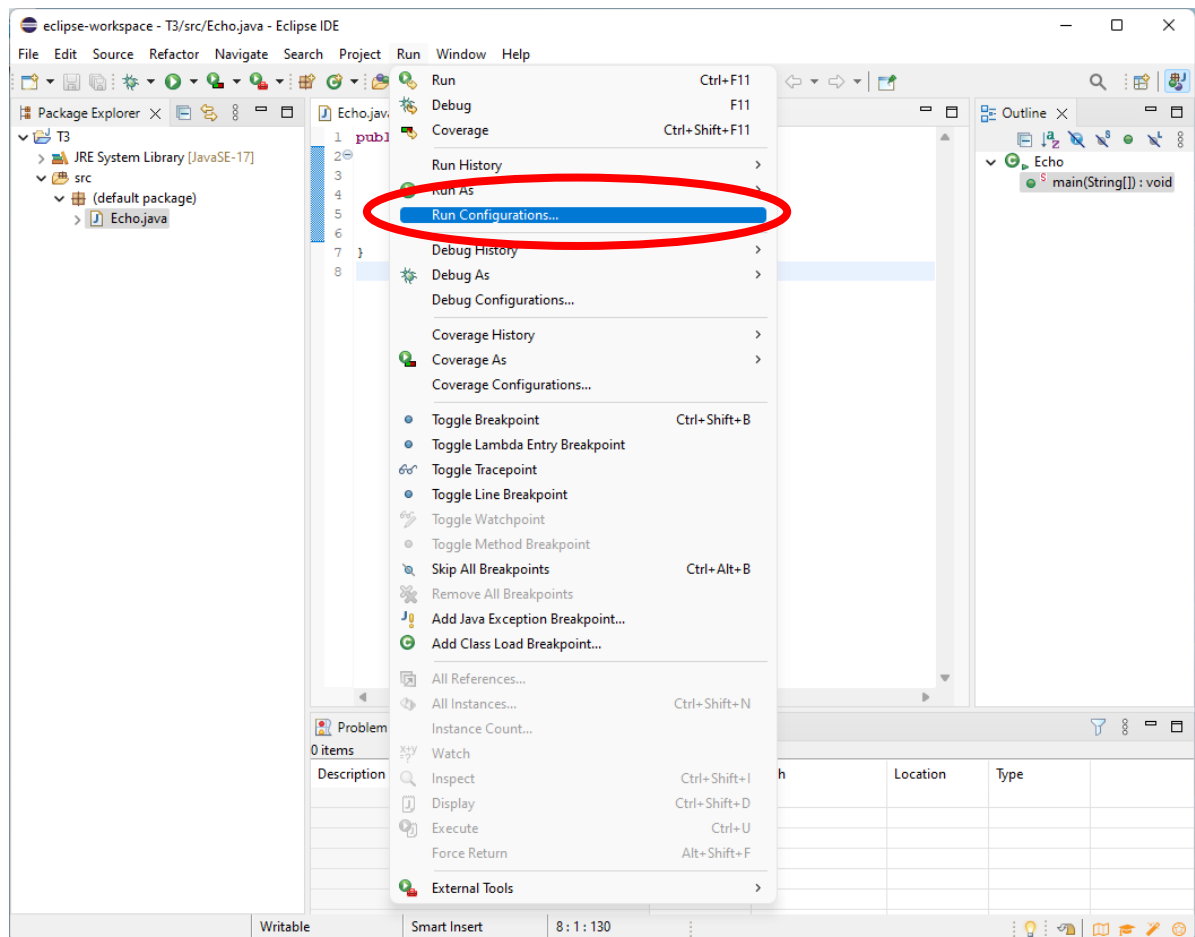 eclipse-workspace - T3/src/Echo.java - Eclipse IDE
File Edit Source Refactor Navigate Search Project Run Window Help
Package Explorer
T3
JRE System Library [JavaSE-17]
src
(default package)
Echo.java
Echo.jav
1 publ
2
3
4
5
6
7 }
8
Run Ctrl+F11
Debug F11
Coverage Ctrl+Shift+F11
Run History
Run As
Run Configurations...
Debug History
Debug As
Debug Configurations...
Coverage History
Coverage As
Coverage Configurations...
Toggle Breakpoint Ctrl+Shift+B
Toggle Lambda Entry Breakpoint
Toggle Tracepoint
Toggle Line Breakpoint
Toggle Watchpoint
Toggle Method Breakpoint
Skip All Breakpoints Ctrl+Alt+B
Remove All Breakpoints
Add Java Exception Breakpoint...
Add Class Load Breakpoint...
All References...
All Instances... Ctrl+Shift+N
Instance Count...
Watch
Inspect Ctrl+Shift+I
Display Ctrl+Shift+D
Execute Ctrl+U
Force Return Alt+Shift+F
External Tools
Outline
Echo
main(String[]) : void
Problem
0 items
Description h Location Type
Writable Smart Insert 8 : 1 : 130